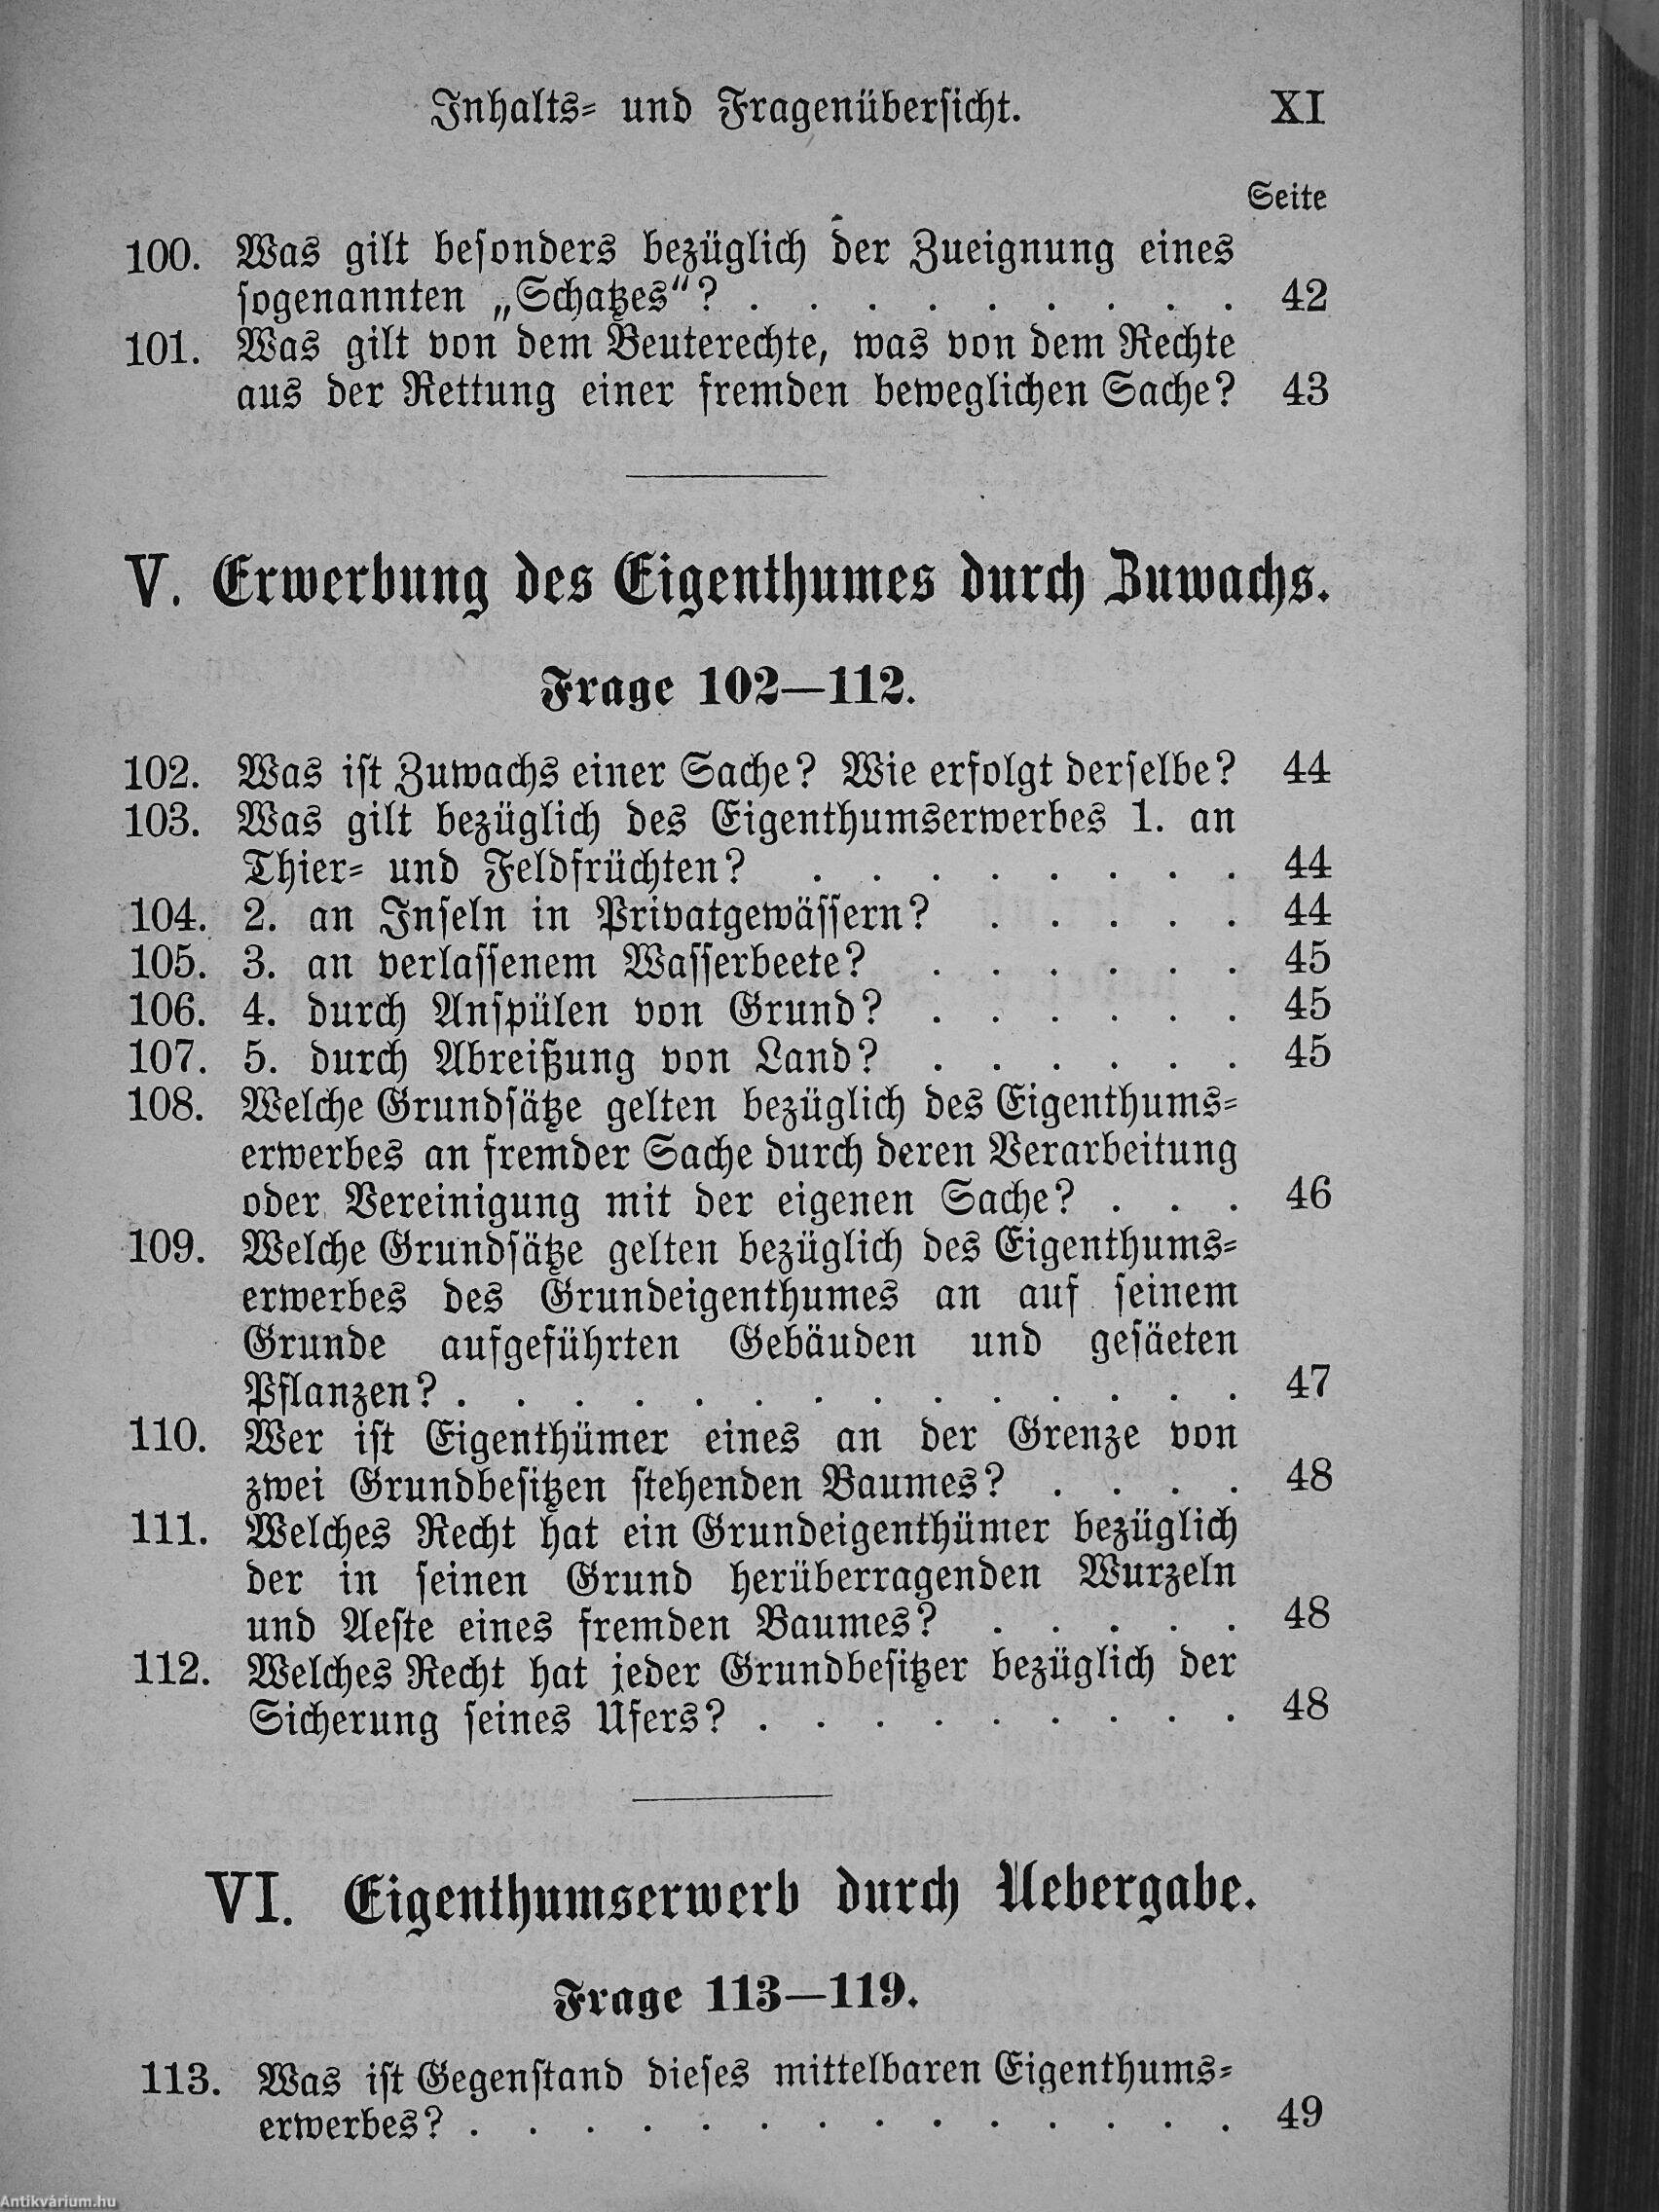 Inhalts- und Fragenübersicht. XI
Seite
100. Was gilt besonders bezüglich der Zueignung eines
sogenannten „Schatzes“? . . . . . . . . . 42
101. Was gilt von dem Beuterechte, was von dem Rechte
aus der Rettung einer fremden beweglichen Sache? 43
V. Erwerbung des Eigenthumes durch Zuwachs.
Frage 102—112.
102. Was ist Zuwachs einer Sache? Wie erfolgt derselbe? 44
103. Was gilt bezüglich des Eigenthumserwerbes 1. an
Thier- und Feldfrüchten? . . . . . . . . 44
104. 2. an Inseln in Privatgewässern? . . . . . 44
105. 3. an verlassenem Wasserbeete? . . . . . . 45
106. 4. durch Anspülen von Grund? . . . . . . 45
107. 5. durch Abreißung von Land? . . . . . . 45
108. Welche Grundsätze gelten bezüglich des Eigenthums-
erwerbes an fremder Sache durch deren Verarbeitung
oder Vereinigung mit der eigenen Sache? . . . 46
109. Welche Grundsätze gelten bezüglich des Eigenthums-
erwerbes des Grundeigenthumes an auf seinem
Grunde aufgeführten Gebäuden und gesäeten
Pflanzen? . . . . . . . . . . . . . . 47
110. Wer ist Eigenthümer eines an der Grenze von
zwei Grundbesitzen stehenden Baumes? . . . . 48
111. Welches Recht hat ein Grundeigenthümer bezüglich
der in seinen Grund herüberragenden Wurzeln
und Aeste eines fremden Baumes? . . . . . 48
112. Welches Recht hat jeder Grundbesitzer bezüglich der
Sicherung seines Ufers? . . . . . . . . . 48
VI. Eigenthumserwerb durch Uebergabe.
Frage 113—119.
113. Was ist Gegenstand dieses mittelbaren Eigenthums-
erwerbes? . . . . . . . . . . . . . . 49
Antikvárium.hu